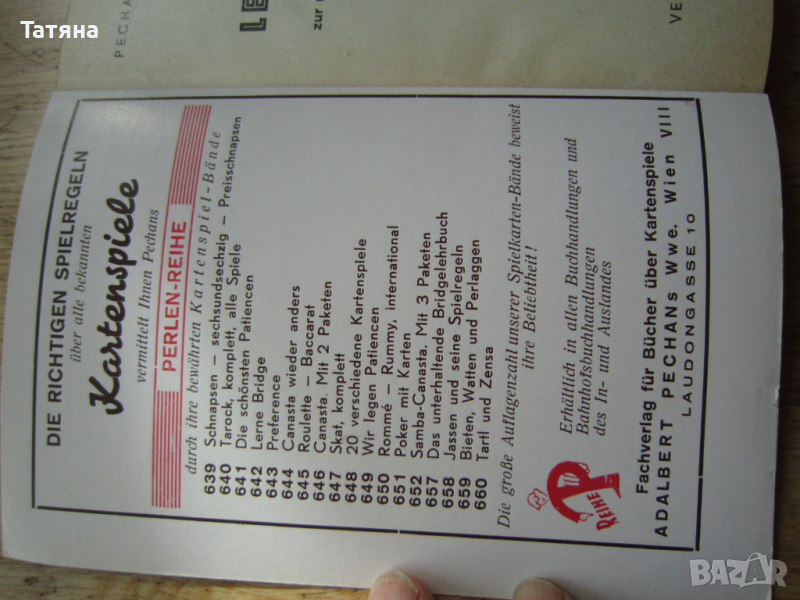 Татяна
PECHA
LE
zur
VE
DIE RICHTIGEN SPIELREGELN
über alle bekannten
Kartenspiele
vermittelt Ihnen Pechans
PERLEN-REIHE
durch ihre bewährten Kartenspiel-Bände
639 Schnapsen — sechsundsechzig — Preisschnapsen
640 Tarock, komplett, alle Spiele
641 Die schönsten Patiencen
642 Lerne Bridge
643 Preference
644 Canasta wieder anders
645 Roulette — Baccarat
646 Canasta. Mit 2 Paketen
647 Skat, komplett
648 20 verschiedene Kartenspiele
649 Wir legen Patiencen
650 Rommé — Rummy, international
651 Poker mit Karten
652 Samba-Canasta. Mit 3 Paketen
657 Das unterhaltende Bridgelehrbuch
658 Jassen und seine Spielregeln
659 Bieten, Watten und Perlaggen
660 Tartl und Zensa
Die große Auflagenzahl unserer Spielkarten-Bände beweist
ihre Beliebtheit!
P
REIHE
Erhältlich in allen Buchhandlungen und
Bahnhofsbuchhandlungen
des In- und Auslandes
Fachverlag für Bücher über Kartenspiele
ADALBERT PECHANS Wwe. Wien VIII
LAUDONGASSE 10
BAZAR